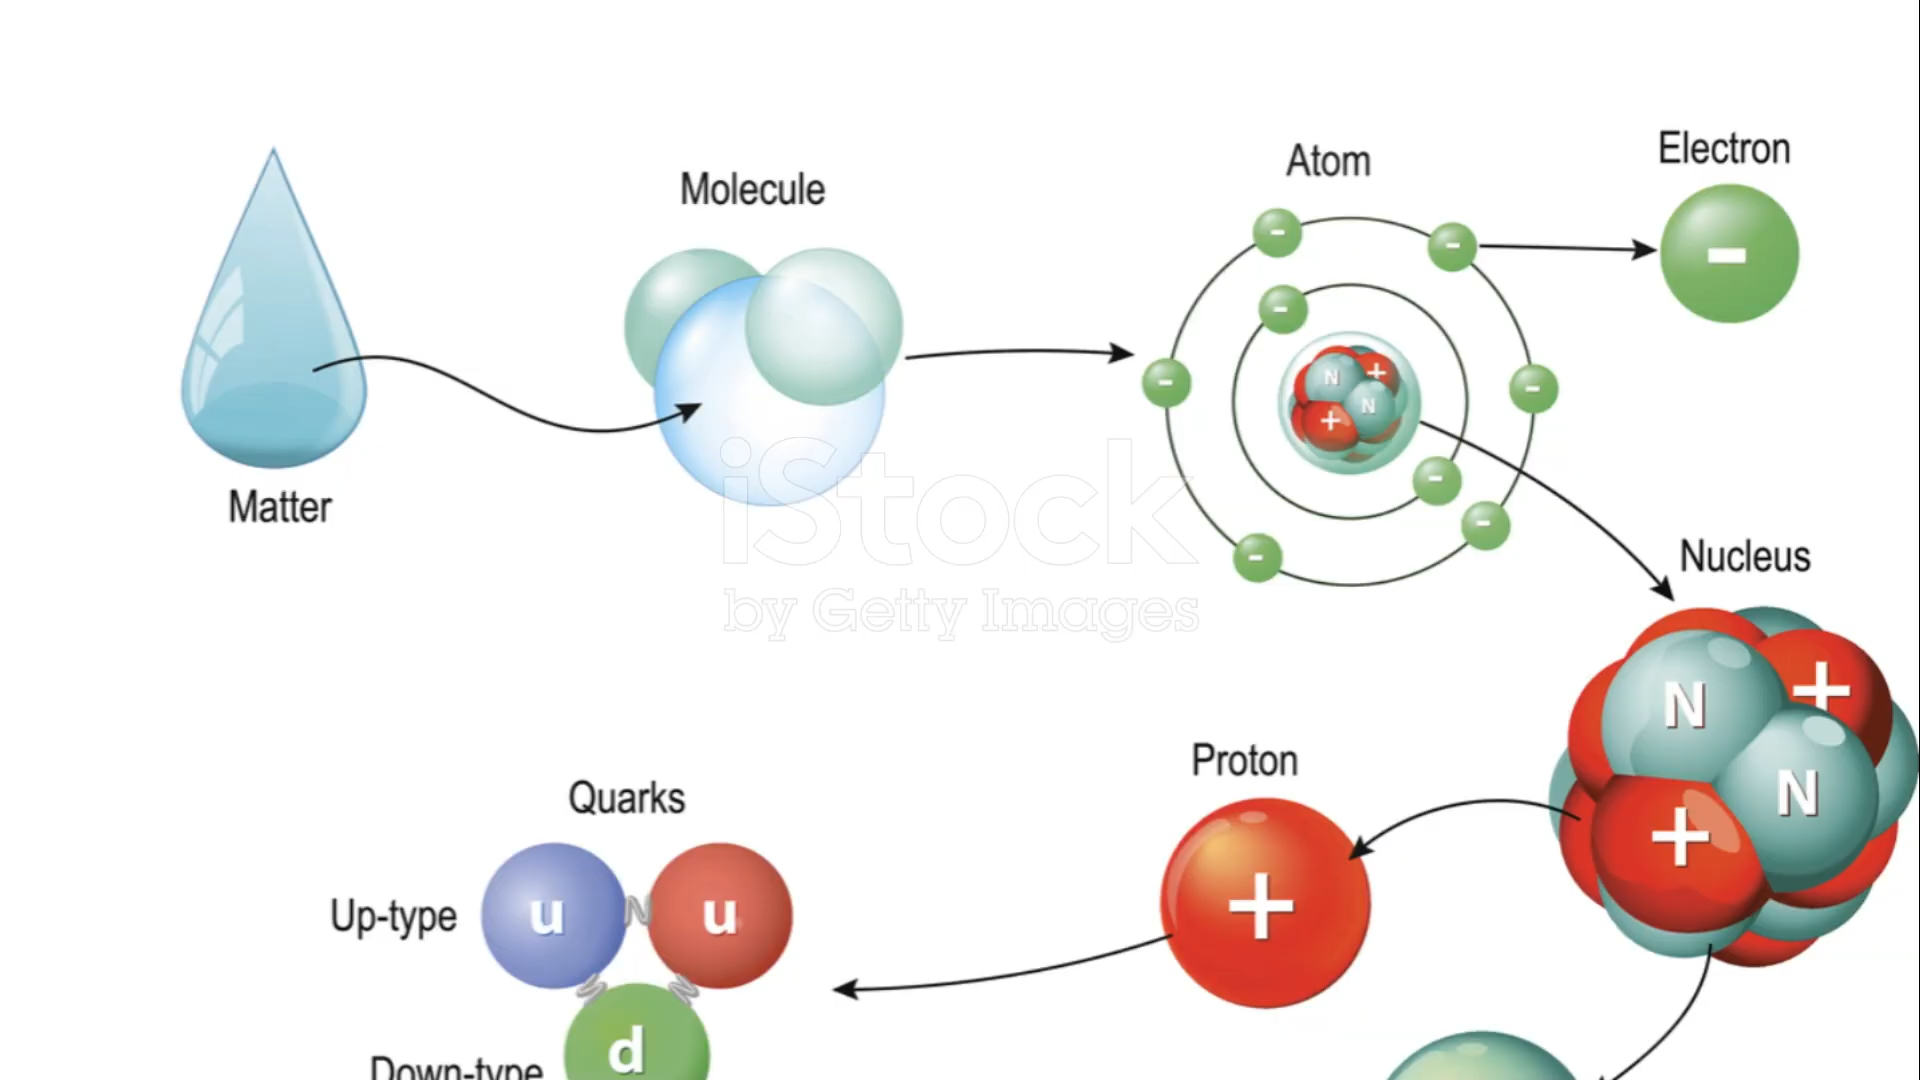 Electron
Atom
Molecule
-
-
-
-
-
-
-
-
-
N
+
N
+
Matter
iStock
by Getty Images
Nucleus
N
+
N
+
Proton
+
Quarks
Up-type
u
u
d
Down-type